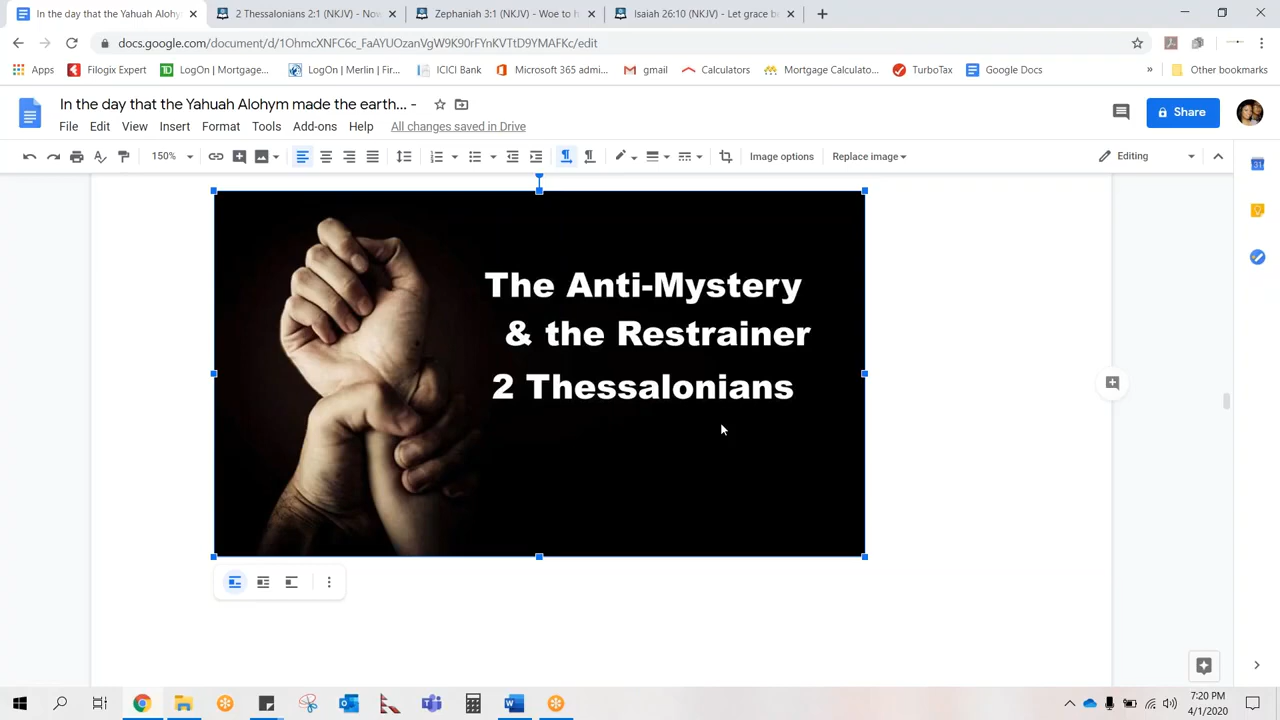 In the day that the Yahuah Alohy
2 Thessalonians 2:1 (NKJV) - No
Zephaniah 3:1 (NKJV) - Woe to h
Isaiah 26:10 (NKJV) - Let grace b
docs.google.com/document/d/1OhmcXNFC6c_FaAYUOzanVgW9K90rFYnKVTtD9YMAFKc/edit
Apps
Filogix Expert
LogOn | Mortgage...
LogOn | Merlin | Fir...
ICICI Bank
Microsoft 365 admi...
gmail
Calculators
Mortgage Calculato...
TurboTax
Google Docs
»
Other bookmarks
In the day that the Yahuah Alohym made the earth... -
File Edit View Insert Format Tools Add-ons Help All changes saved in Drive
Share
150%
Image options
Replace image
Editing
31
The Anti-Mystery
& the Restrainer
2 Thessalonians
7:20 PM
4/1/2020